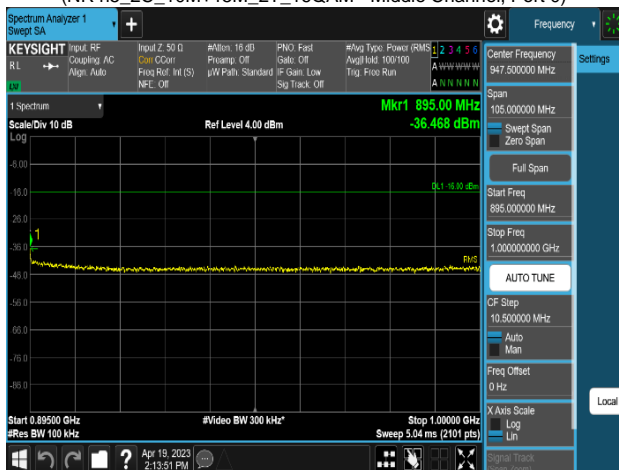 Spectrum Analyzer 1
Swept SA
Frequency
KEYSIGHT
RL
Input: RF
Coupling: AC
Align: Auto
Input Z: 50 Ω
Corr CCorr
Freq Ref: Int (S)
NFE: Off
#Atten: 16 dB
Preamp: Off
µW Path: Standard
PNO: Fast
Gate: Off
IF Gain: Low
Sig Track: Off
#Avg Type: Power (RMS
Avg|Hold: 100/100
Trig: Free Run
1 2 3 4 5 6
A W W W W W
A N N N N N
1 Spectrum
Scale/Div 10 dB
Log
Ref Level 4.00 dBm
Mkr1 895.00 MHz
-36.468 dBm
-6.00
-16.0
DL1 -16.00 dBm
-26.0
1
-36.0
RMS
-46.0
-56.0
-66.0
-76.0
-86.0
Start 0.89500 GHz
#Video BW 300 kHz*
Stop 1.00000 GHz
#Res BW 100 kHz
Sweep 5.04 ms (2101 pts)
Center Frequency
947.500000 MHz
Settings
Span
105.000000 MHz
Swept Span
Zero Span
Full Span
Start Freq
895.000000 MHz
Stop Freq
1.000000000 GHz
AUTO TUNE
CF Step
10.500000 MHz
Auto
Man
Freq Offset
0 Hz
X Axis Scale
Log
Lin
Local
Signal Track
Apr 19, 2023
2:13:51 PM